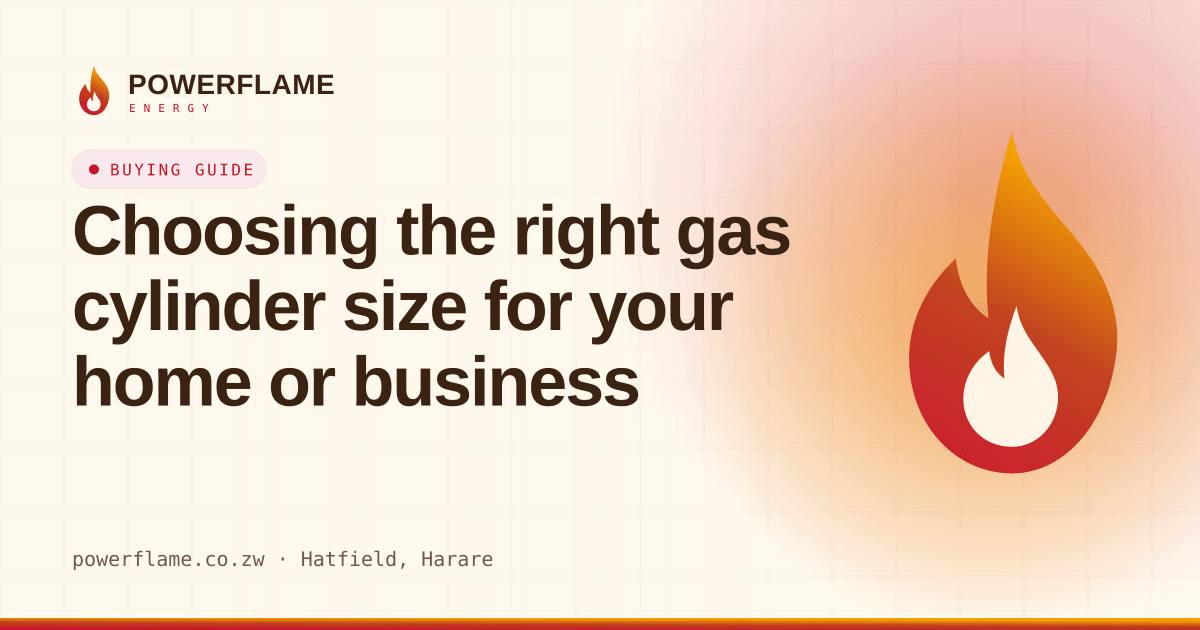 POWERFLAME
ENERGY
BUYING GUIDE
Choosing the right gas
cylinder size for your
home or business
powerflame.co.zw · Hatfield, Harare